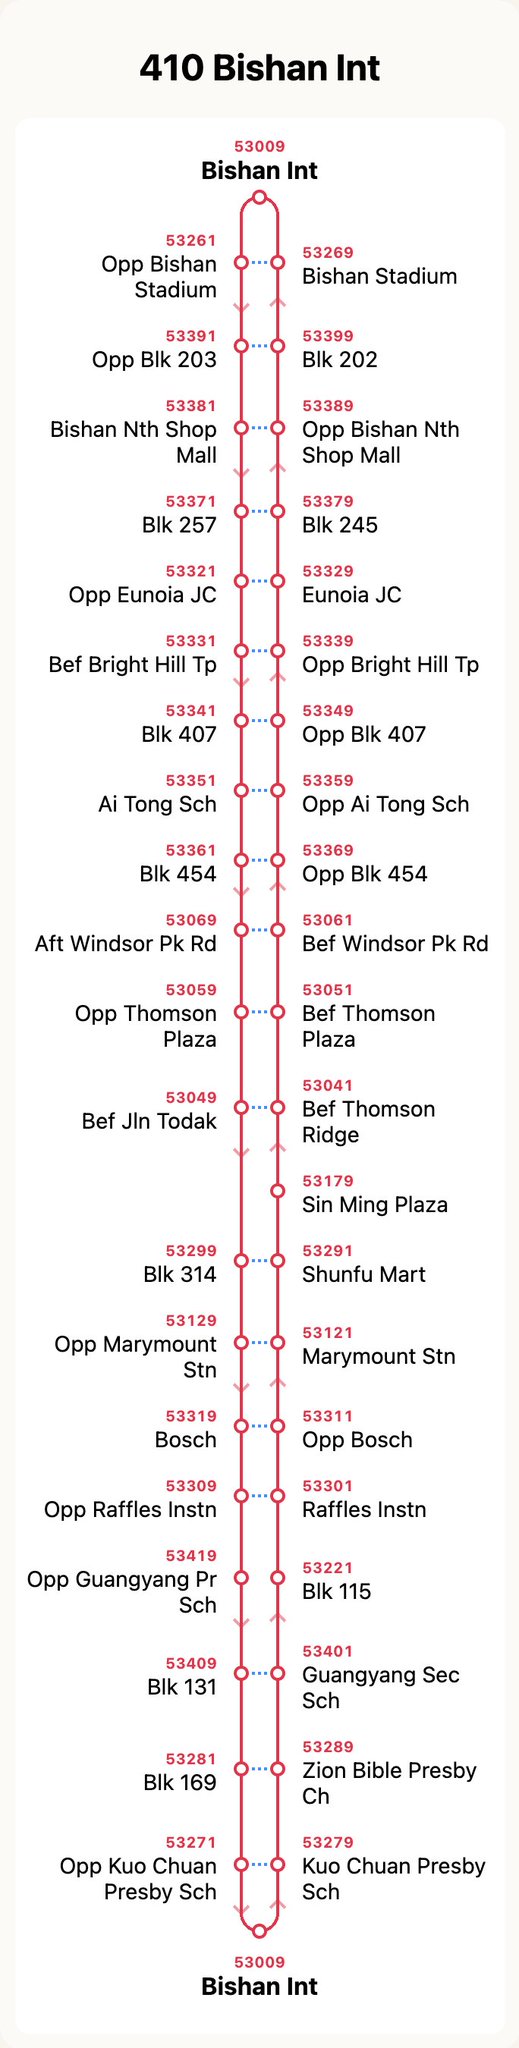 410 Bishan Int
53009
Bishan Int
53261
Opp Bishan
Stadium
53269
Bishan Stadium
53391
Opp Blk 203
53399
Blk 202
53381
Bishan Nth Shop
Mall
53389
Opp Bishan Nth
Shop Mall
53371
Blk 257
53379
Blk 245
53321
Opp Eunoia JC
53329
Eunoia JC
53331
Bef Bright Hill Tp
53339
Opp Bright Hill Tp
53341
Blk 407
53349
Opp Blk 407
53351
Ai Tong Sch
53359
Opp Ai Tong Sch
53361
Blk 454
53369
Opp Blk 454
53069
Aft Windsor Pk Rd
53061
Bef Windsor Pk Rd
53059
Opp Thomson
Plaza
53051
Bef Thomson
Plaza
53049
Bef Jln Todak
53041
Bef Thomson
Ridge
53179
Sin Ming Plaza
53299
Blk 314
53291
Shunfu Mart
53129
Opp Marymount
Stn
53121
Marymount Stn
53319
Bosch
53311
Opp Bosch
53309
Opp Raffles Instn
53301
Raffles Instn
53419
Opp Guangyang Pr
Sch
53221
Blk 115
53409
Blk 131
53401
Guangyang Sec
Sch
53281
Blk 169
53289
Zion Bible Presby
Ch
53271
Opp Kuo Chuan
Presby Sch
53279
Kuo Chuan Presby
Sch
53009
Bishan Int